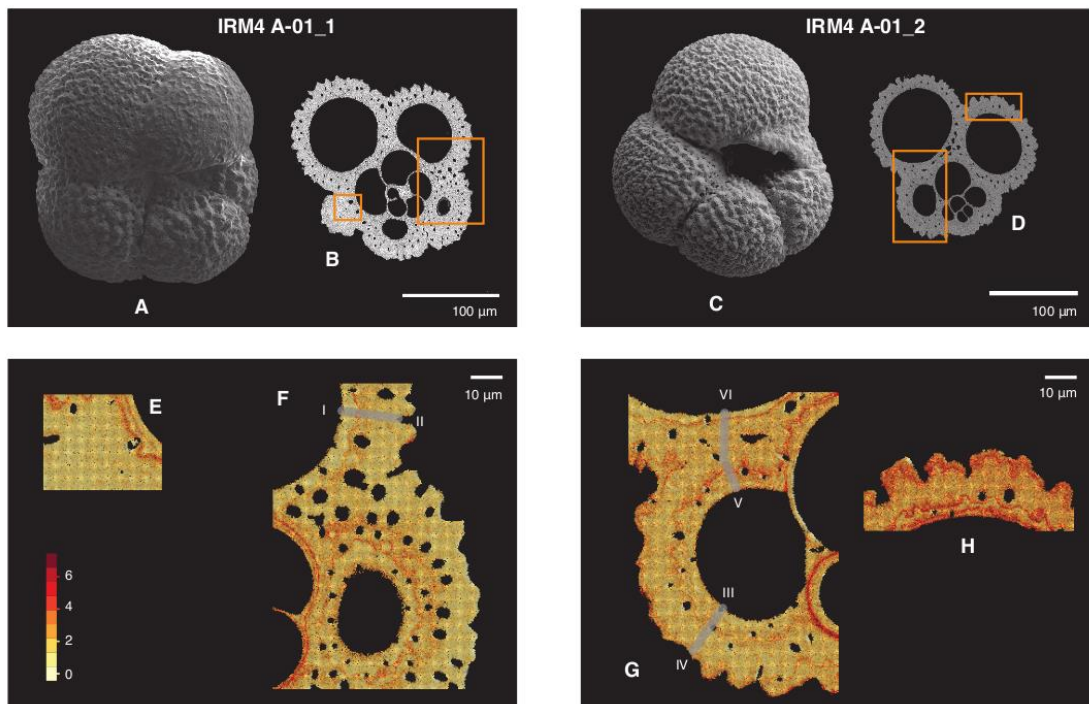 IRM4 A-01_1
A
B
100 µm
IRM4 A-01_2
C
D
100 µm
E
F
I
II
10 µm
6
4
2
0
VI
V
III
IV
G
H
10 µm